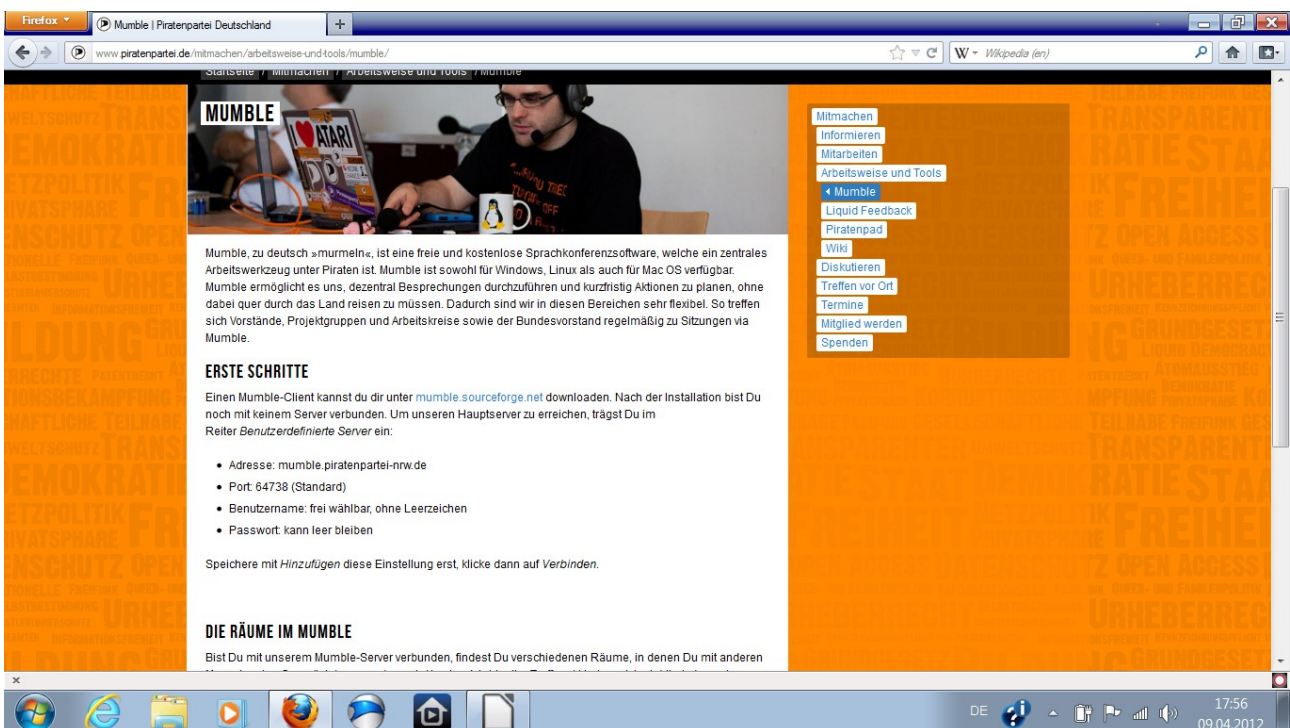 Firefox
Mumble | Piratenpartei Deutschland
www.piratenpartei.de/mitmachen/arbeitsweise-und-tools/mumble/
W Wikipedia (en)
Startseite / Mitmachen / Arbeitsweise und Tools / Mumble
MUMBLE
I ♥ ATARI
Mumble, zu deutsch »murmeln«, ist eine freie und kostenlose Sprachkonferenzsoftware, welche ein zentrales
Arbeitswerkzeug unter Piraten ist. Mumble ist sowohl für Windows, Linux als auch für Mac OS verfügbar.
Mumble ermöglicht es uns, dezentral Besprechungen durchzuführen und kurzfristig Aktionen zu planen, ohne
dabei quer durch das Land reisen zu müssen. Dadurch sind wir in diesen Bereichen sehr flexibel. So treffen
sich Vorstände, Projektgruppen und Arbeitskreise sowie der Bundesvorstand regelmäßig zu Sitzungen via
Mumble.
ERSTE SCHRITTE
Einen Mumble-Client kannst du dir unter mumble.sourceforge.net downloaden. Nach der Installation bist Du
noch mit keinem Server verbunden. Um unseren Hauptserver zu erreichen, trägst Du im
Reiter Benutzerdefinierte Server ein:
• Adresse: mumble.piratenpartei-nrw.de
• Port: 64738 (Standard)
• Benutzername: frei wählbar, ohne Leerzeichen
• Passwort: kann leer bleiben
Speichere mit Hinzufügen diese Einstellung erst, klicke dann auf Verbinden.
DIE RÄUME IM MUMBLE
Bist Du mit unserem Mumble-Server verbunden, findest Du verschiedenen Räume, in denen Du mit anderen
Mitmachen
Informieren
Mitarbeiten
Arbeitsweise und Tools
Mumble
Liquid Feedback
Piratenpad
Wiki
Diskutieren
Treffen vor Ort
Termine
Mitglied werden
Spenden
DE
17:56
09.04.2012